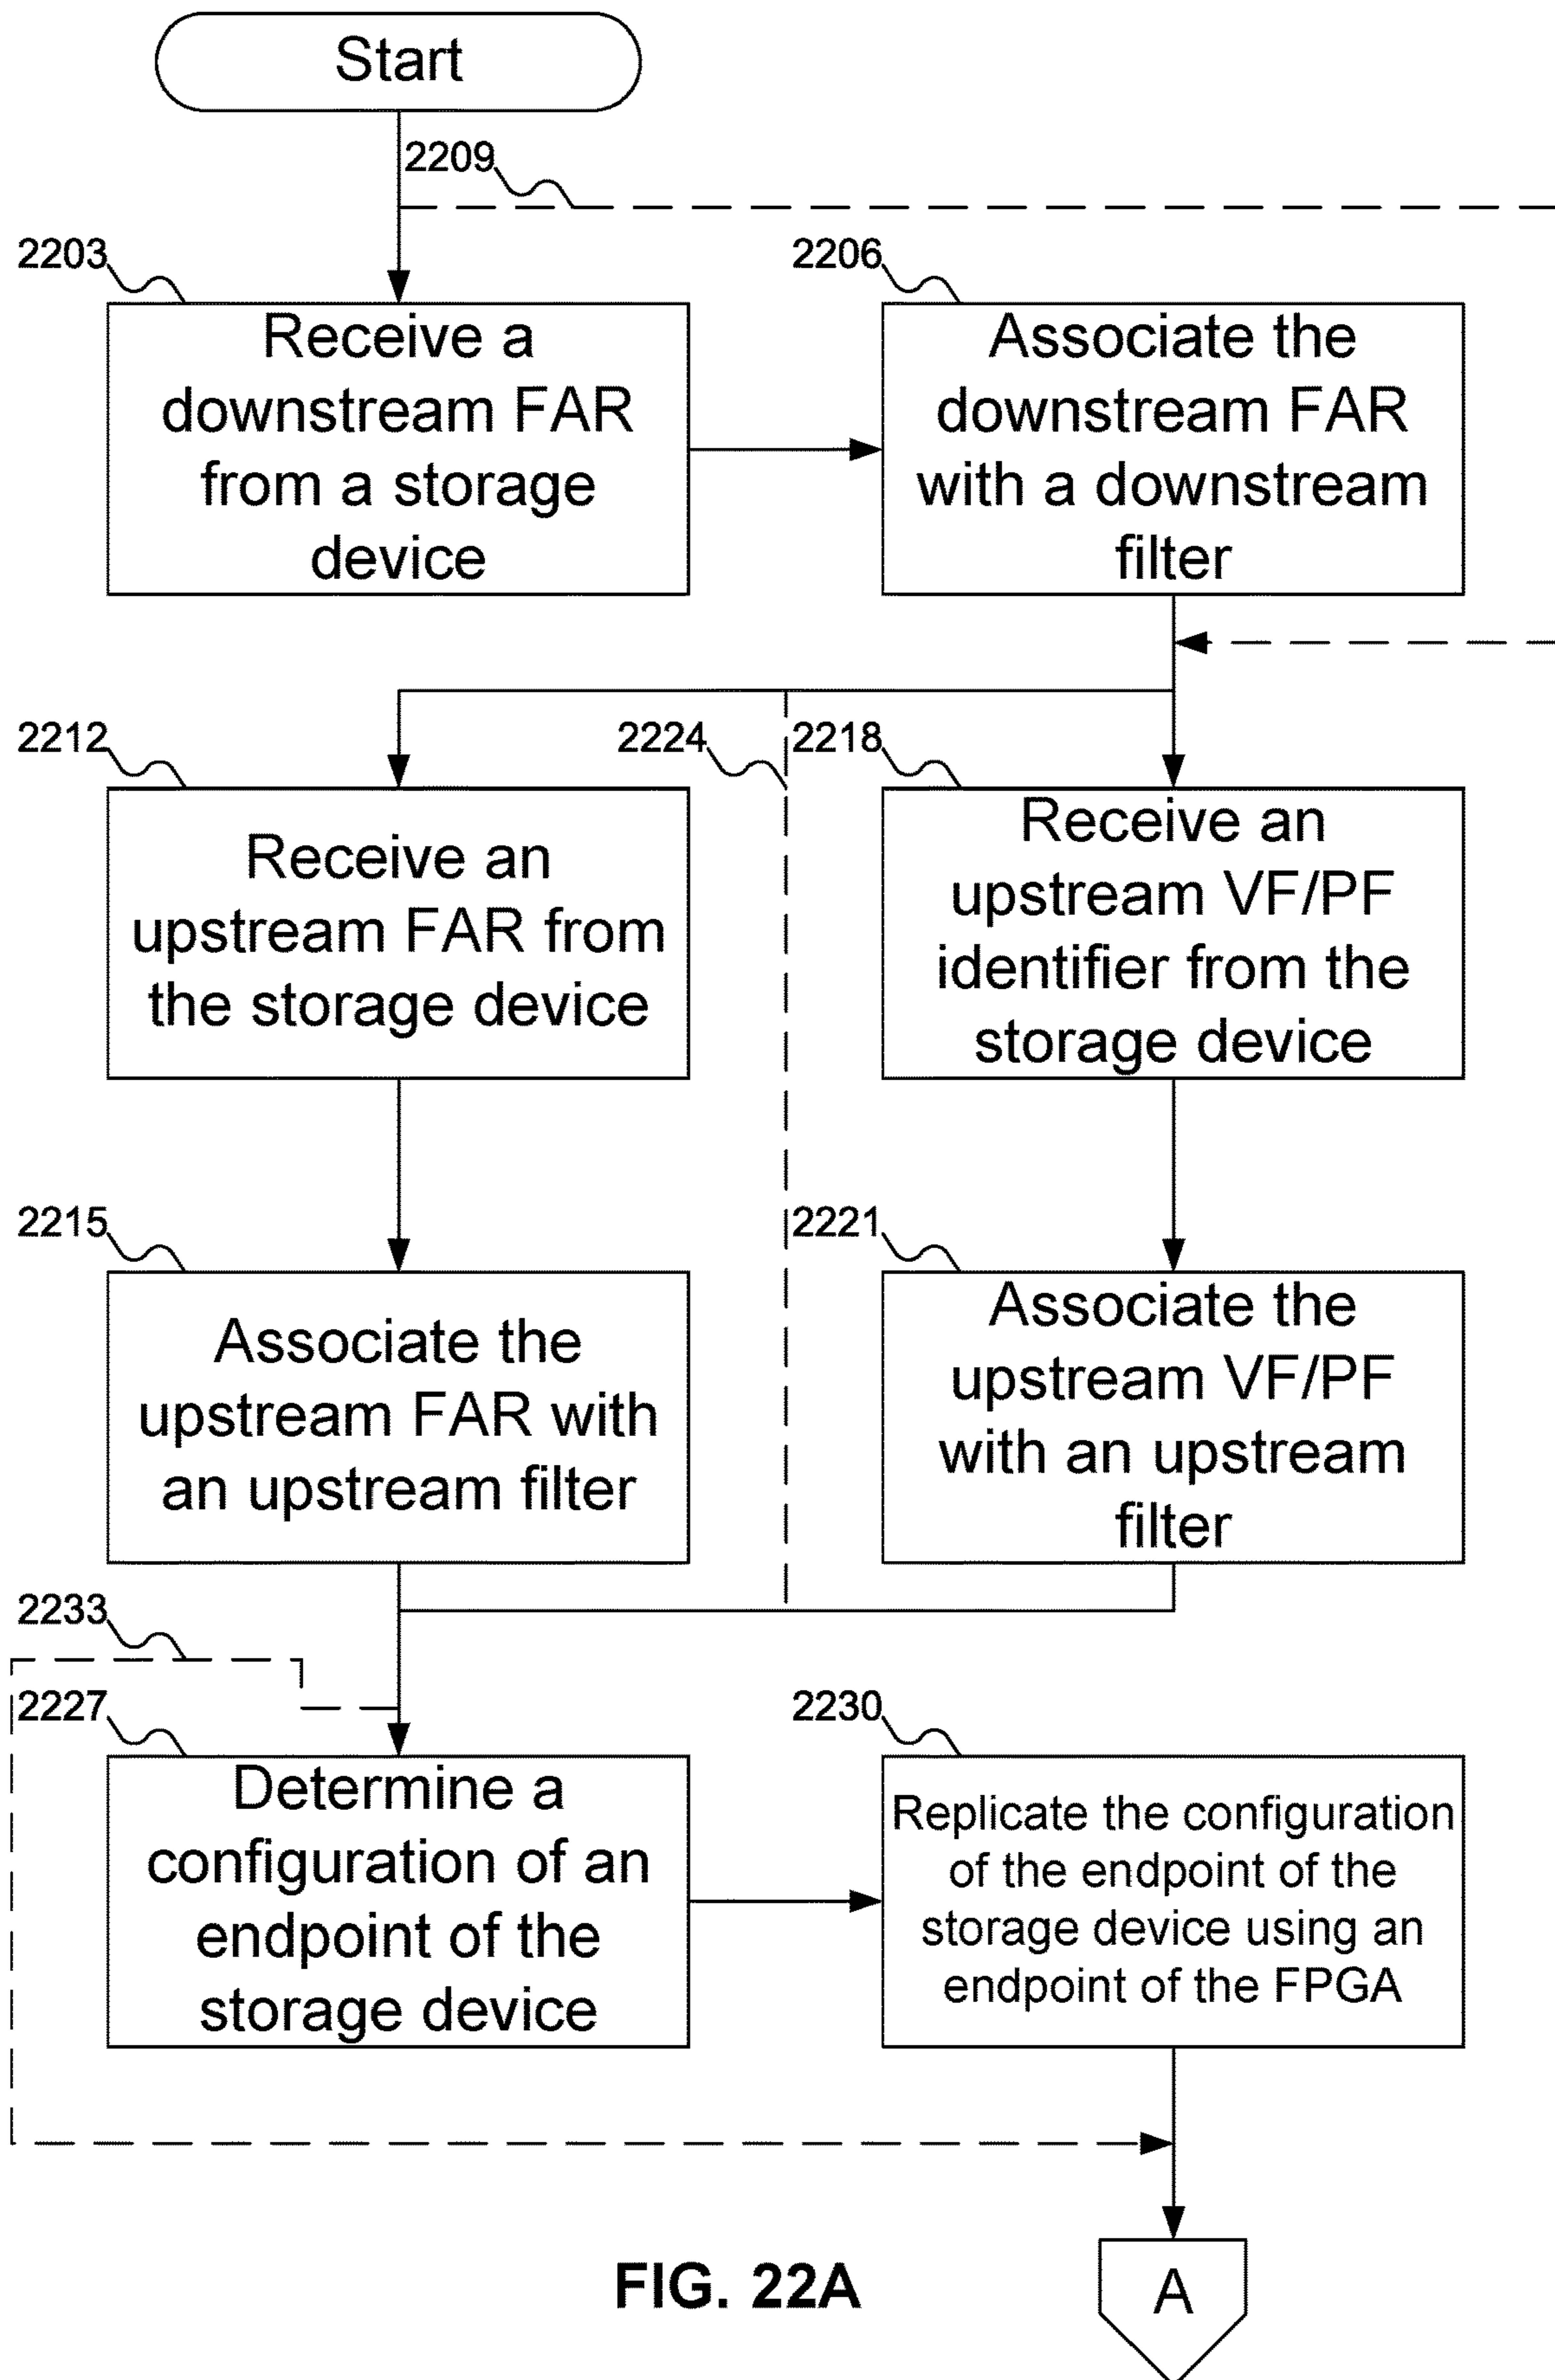 Start
2209
2203
Receive a
downstream FAR
from a storage
device
2206
Associate the
downstream FAR
with a downstream
filter
2212
Receive an
upstream FAR from
the storage device
2224
2218
Receive an
upstream VF/PF
identifier from the
storage device
2215
Associate the
upstream FAR with
an upstream filter
2221
Associate the
upstream VF/PF
with an upstream
filter
2233
2227
Determine a
configuration of an
endpoint of the
storage device
2230
Replicate the configuration
of the endpoint of the
storage device using an
endpoint of the FPGA
FIG. 22A
A